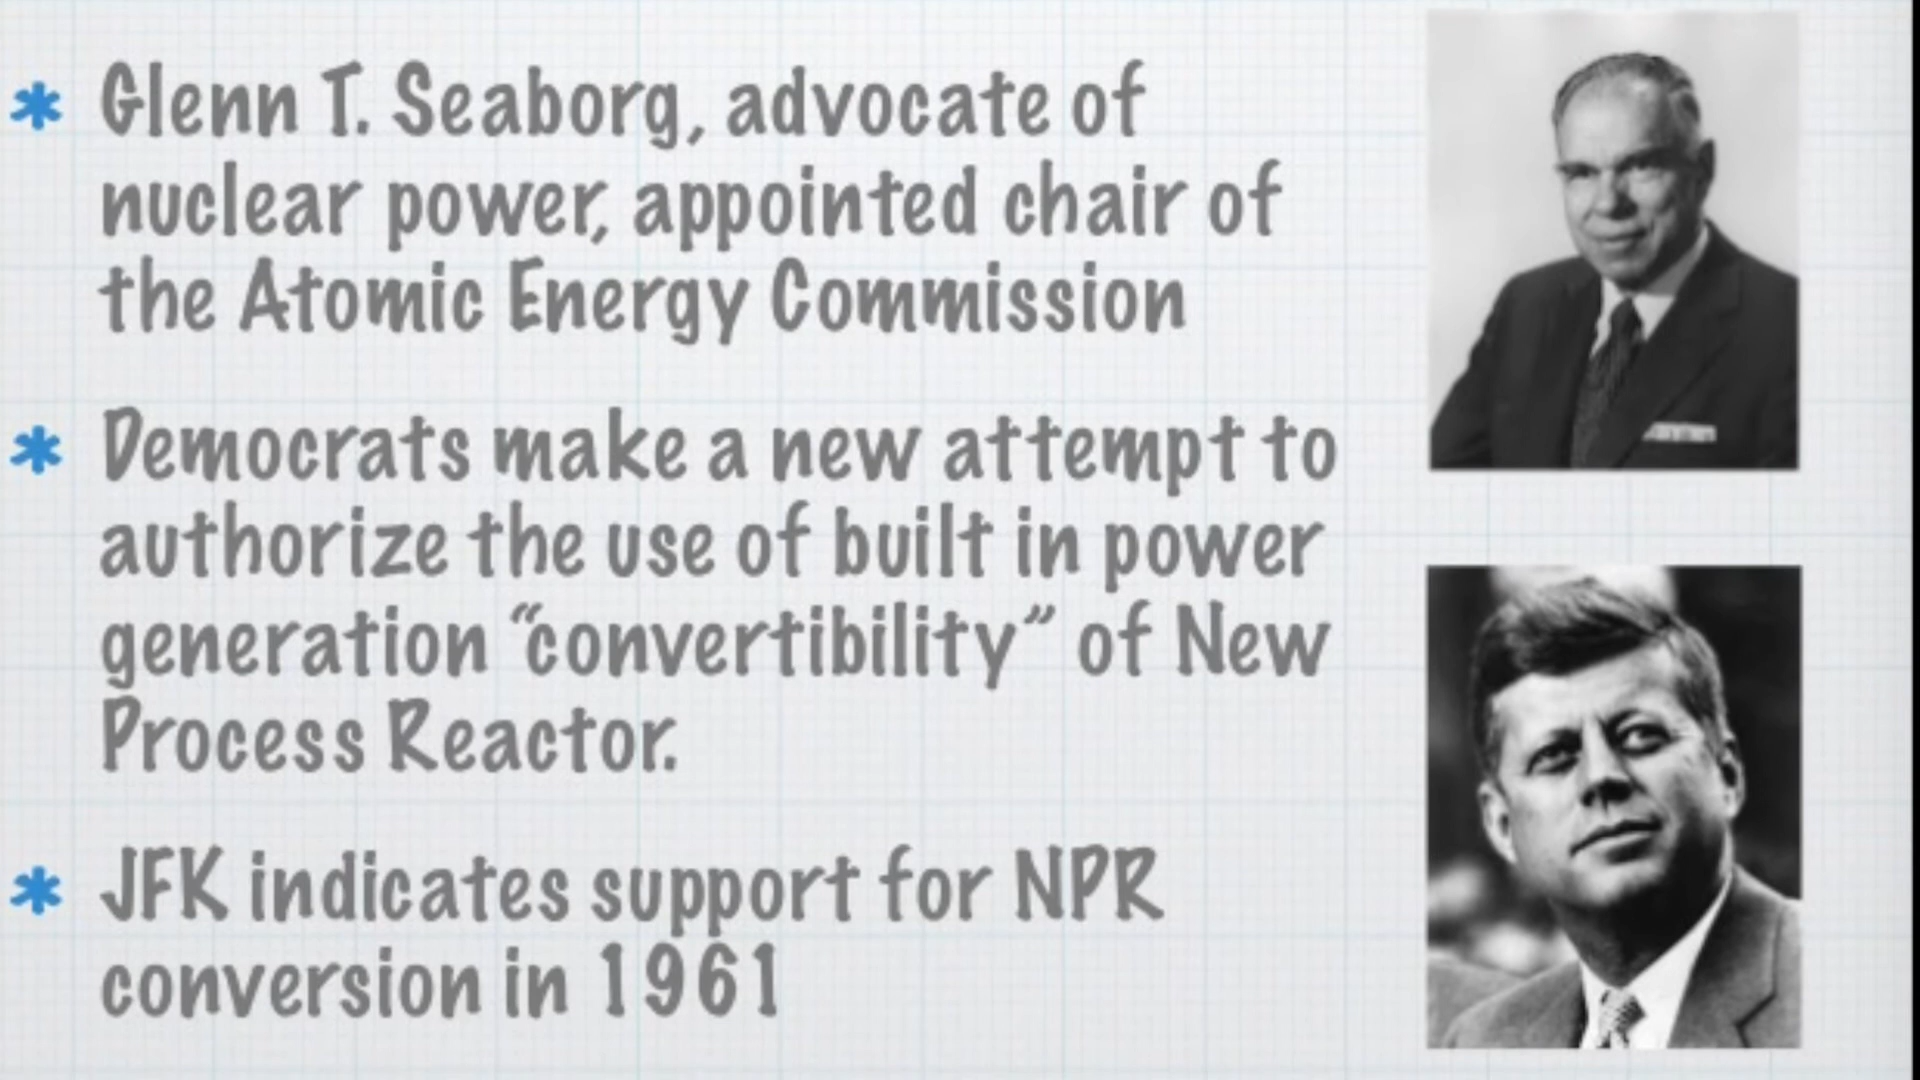 * Glenn T. Seaborg, advocate of
nuclear power, appointed chair of
the Atomic Energy Commission
* Democrats make a new attempt to
authorize the use of built in power
generation “convertibility” of New
Process Reactor.
* JFK indicates support for NPR
conversion in 1961